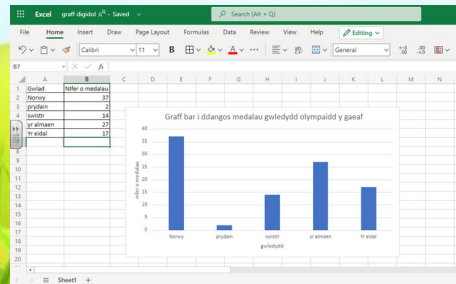 Excel graff digidol - Saved
Search (Alt + Q)
File Home Insert Draw Page Layout Formulas Data Review View Help Editing
Calibri 11 B A General
B7 fx
A B C D E F G H I J K L M N
1 Gwlad Nifer o medalau
2 Norwy 37
3 prydain 2
4 swistir 14
5 yr almaen 27
Yr eidal 17
8
9
10
11
12
13
14
15
16
17
18
19
20
Graff bar i ddangos medalau gwledydd olympaidd y gaeaf
nifer o medalau
40
35
30
25
20
15
10
5
0
Norwy prydain swistir yr almaen Yr eidal
gwledydd
Sheet1 +